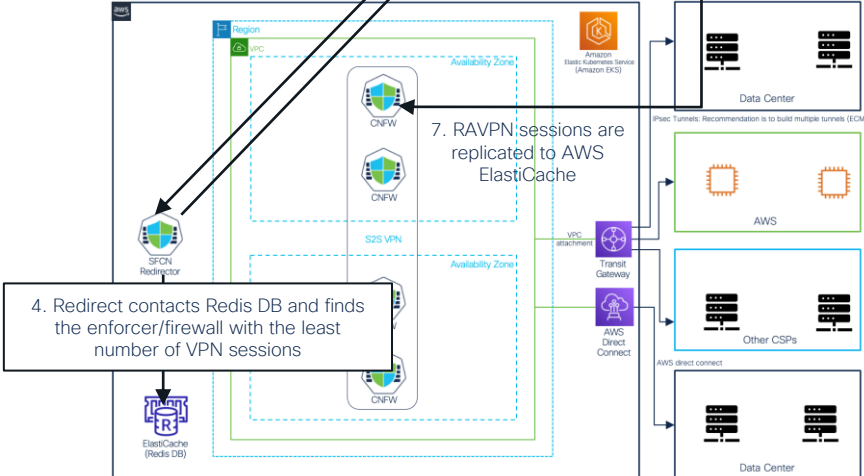 aws
Region
VPC
Availability Zone
Amazon
Elastic Kubernetes Service
(Amazon EKS)
Data Center
IPsec Tunnels: Recommendation is to build multiple tunnels (ECM
CNFW
7. RAVPN sessions are
replicated to AWS
ElastiCache
CNFW
AWS
S2S VPN
VPC
attachment
SFCN
Redirector
Availability Zone
Transit
Gateway
4. Redirect contacts Redis DB and finds
the enforcer/firewall with the least
number of VPN sessions
Other CSPs
AWS
Direct
Connect
AWS direct connect
CNFW
R
ElastiCache
(Redis DB)
Data Center